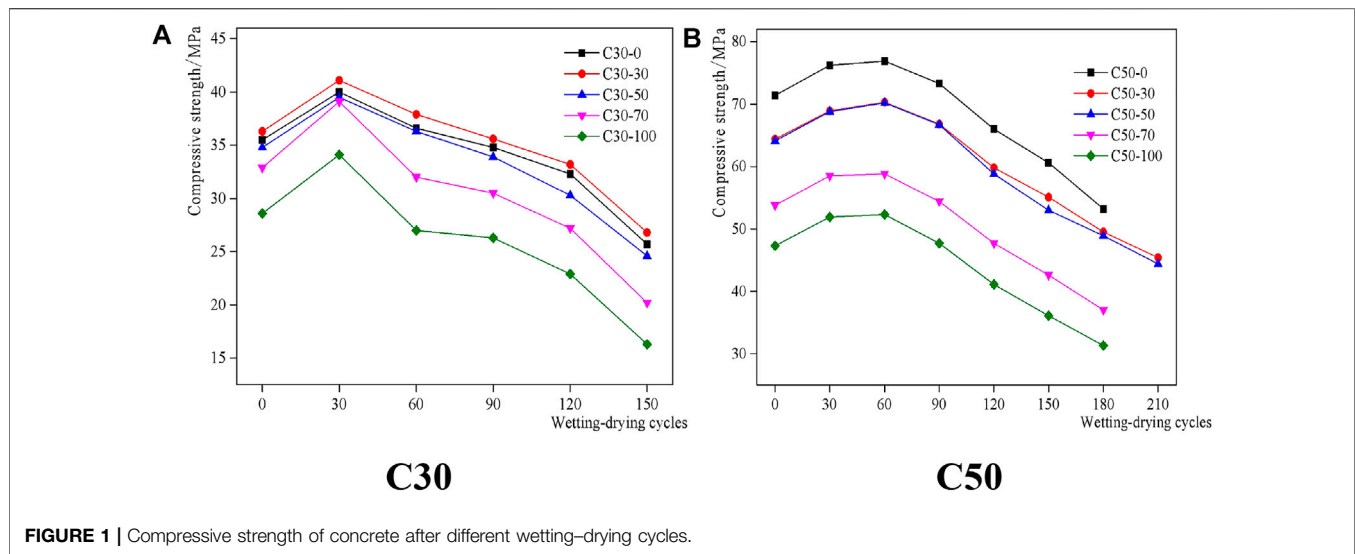 A
Compressive strength/MPa
45
40
35
30
25
20
15
0 30 60 90 120 150
Wetting-drying cycles
C30-0
C30-30
C30-50
C30-70
C30-100
C30
B
Compressive strength/MPa
80
70
60
50
40
30
0 30 60 90 120 150 180 210
Wetting-drying cycles
C50-0
C50-30
C50-50
C50-70
C50-100
C50
FIGURE 1 | Compressive strength of concrete after different wetting–drying cycles.